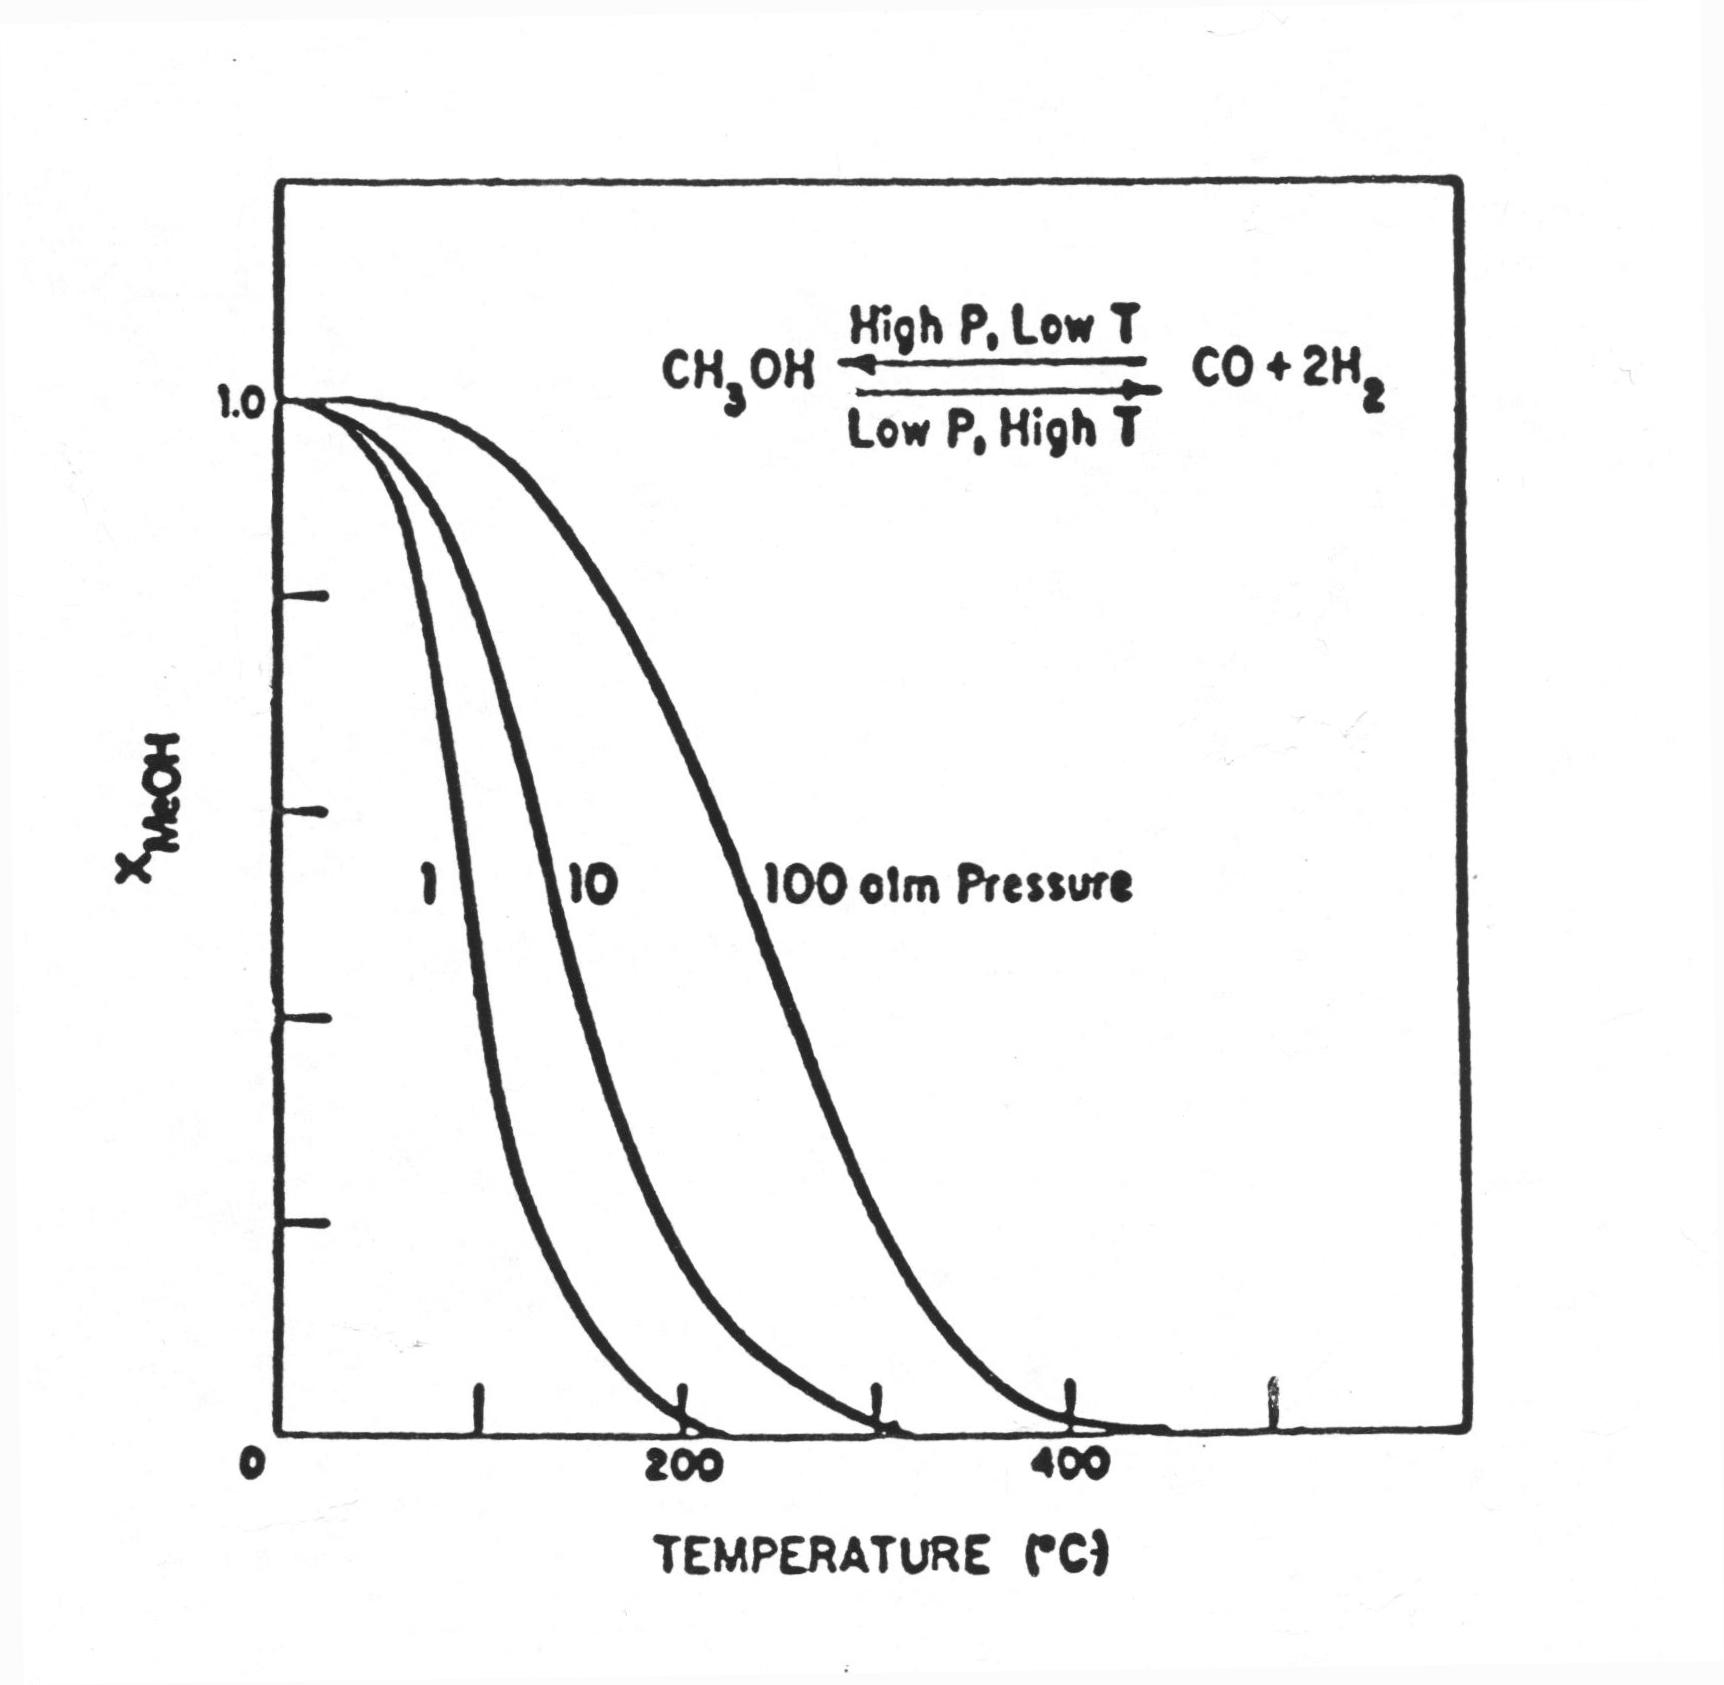 High P, Low T
CH3OH CO + 2H2
Low P, High T
1.0
XMeOH
1 10 100 atm Pressure
0 200 400
TEMPERATURE (°C)